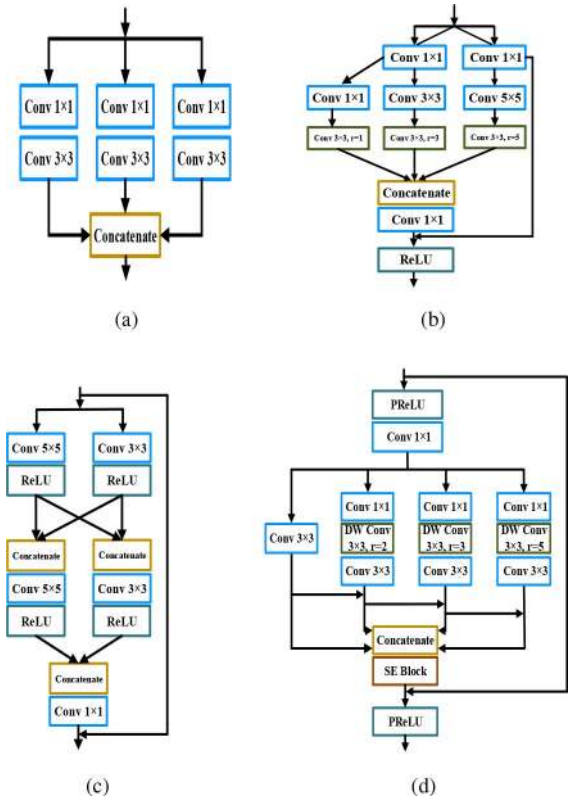 Conv 1×1 Conv 1×1 Conv 1×1
Conv 3×3 Conv 3×3 Conv 3×3
Concatenate
(a)
Conv 1×1 Conv 1×1
Conv 1×1 Conv 3×3 Conv 5×5
Conv 3×3, r=1 Conv 3×3, r=3 Conv 3×3, r=5
Concatenate
Conv 1×1
ReLU
(b)
Conv 5×5 Conv 3×3
ReLU ReLU
Concatenate Concatenate
Conv 5×5 Conv 3×3
ReLU ReLU
Concatenate
Conv 1×1
(c)
PReLU
Conv 1×1
Conv 1×1 Conv 1×1 Conv 1×1
Conv 3×3
DW Conv DW Conv DW Conv
3×3, r=2 3×3, r=3 3×3, r=5
Conv 3×3 Conv 3×3 Conv 3×3
Concatenate
SE Block
PReLU
(d)